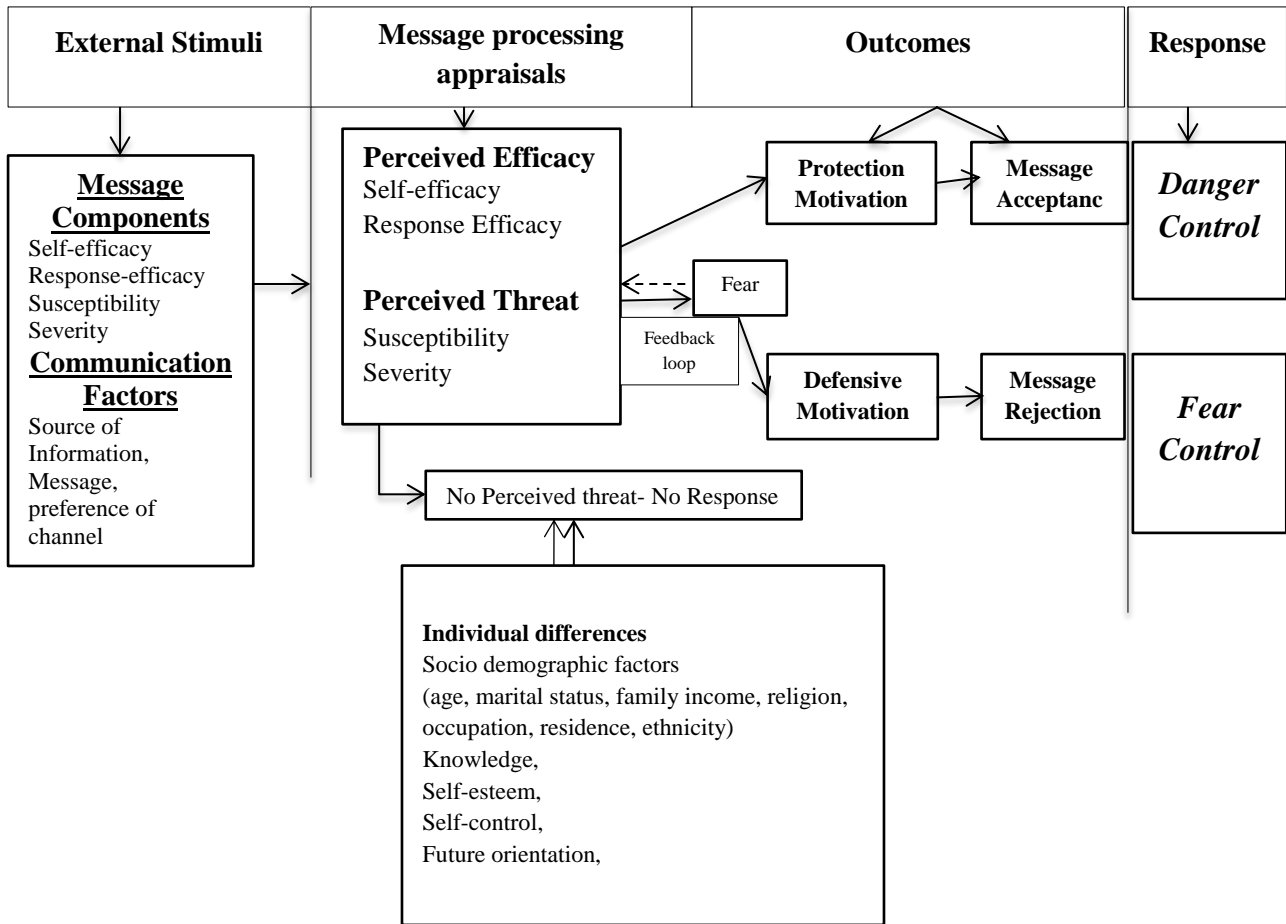 External Stimuli
Message processing
appraisals
Outcomes
Response
Message
Components
Self-efficacy
Response-efficacy
Susceptibility
Severity
Communication
Factors
Source of
Information,
Message,
preference of
channel
Perceived Efficacy
Self-efficacy
Response Efficacy
Perceived Threat
Susceptibility
Severity
Protection
Motivation
Message
Acceptanc
Danger
Control
Fear
Feedback
loop
Defensive
Motivation
Message
Rejection
Fear
Control
No Perceived threat- No Response
Individual differences
Socio demographic factors
(age, marital status, family income, religion,
occupation, residence, ethnicity)
Knowledge,
Self-esteem,
Self-control,
Future orientation,